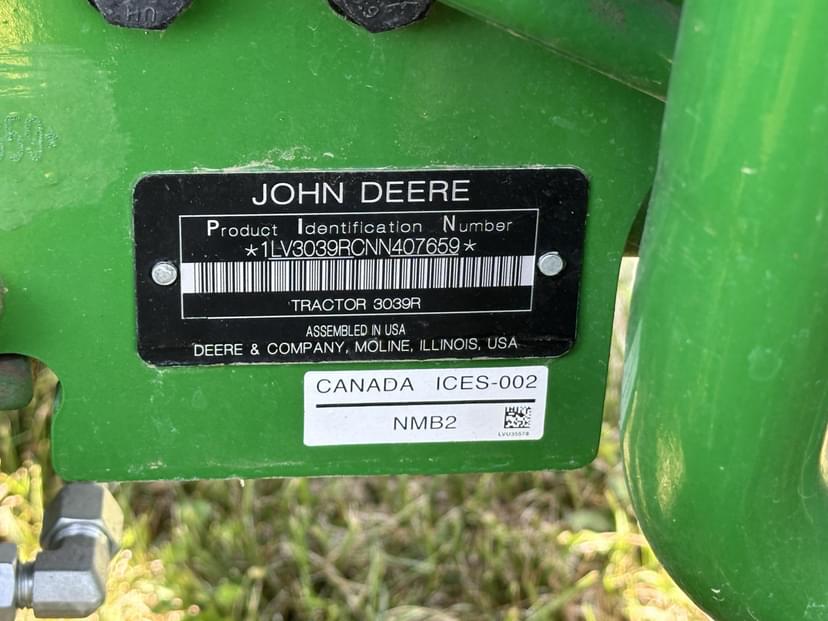 JOHN DEERE
Product Identification Number
*1LV3039RCNN407659*
TRACTOR 3039R
ASSEMBLED IN USA
DEERE & COMPANY, MOLINE, ILLINOIS, USA
CANADA ICES-002
NMB2
LVU35578